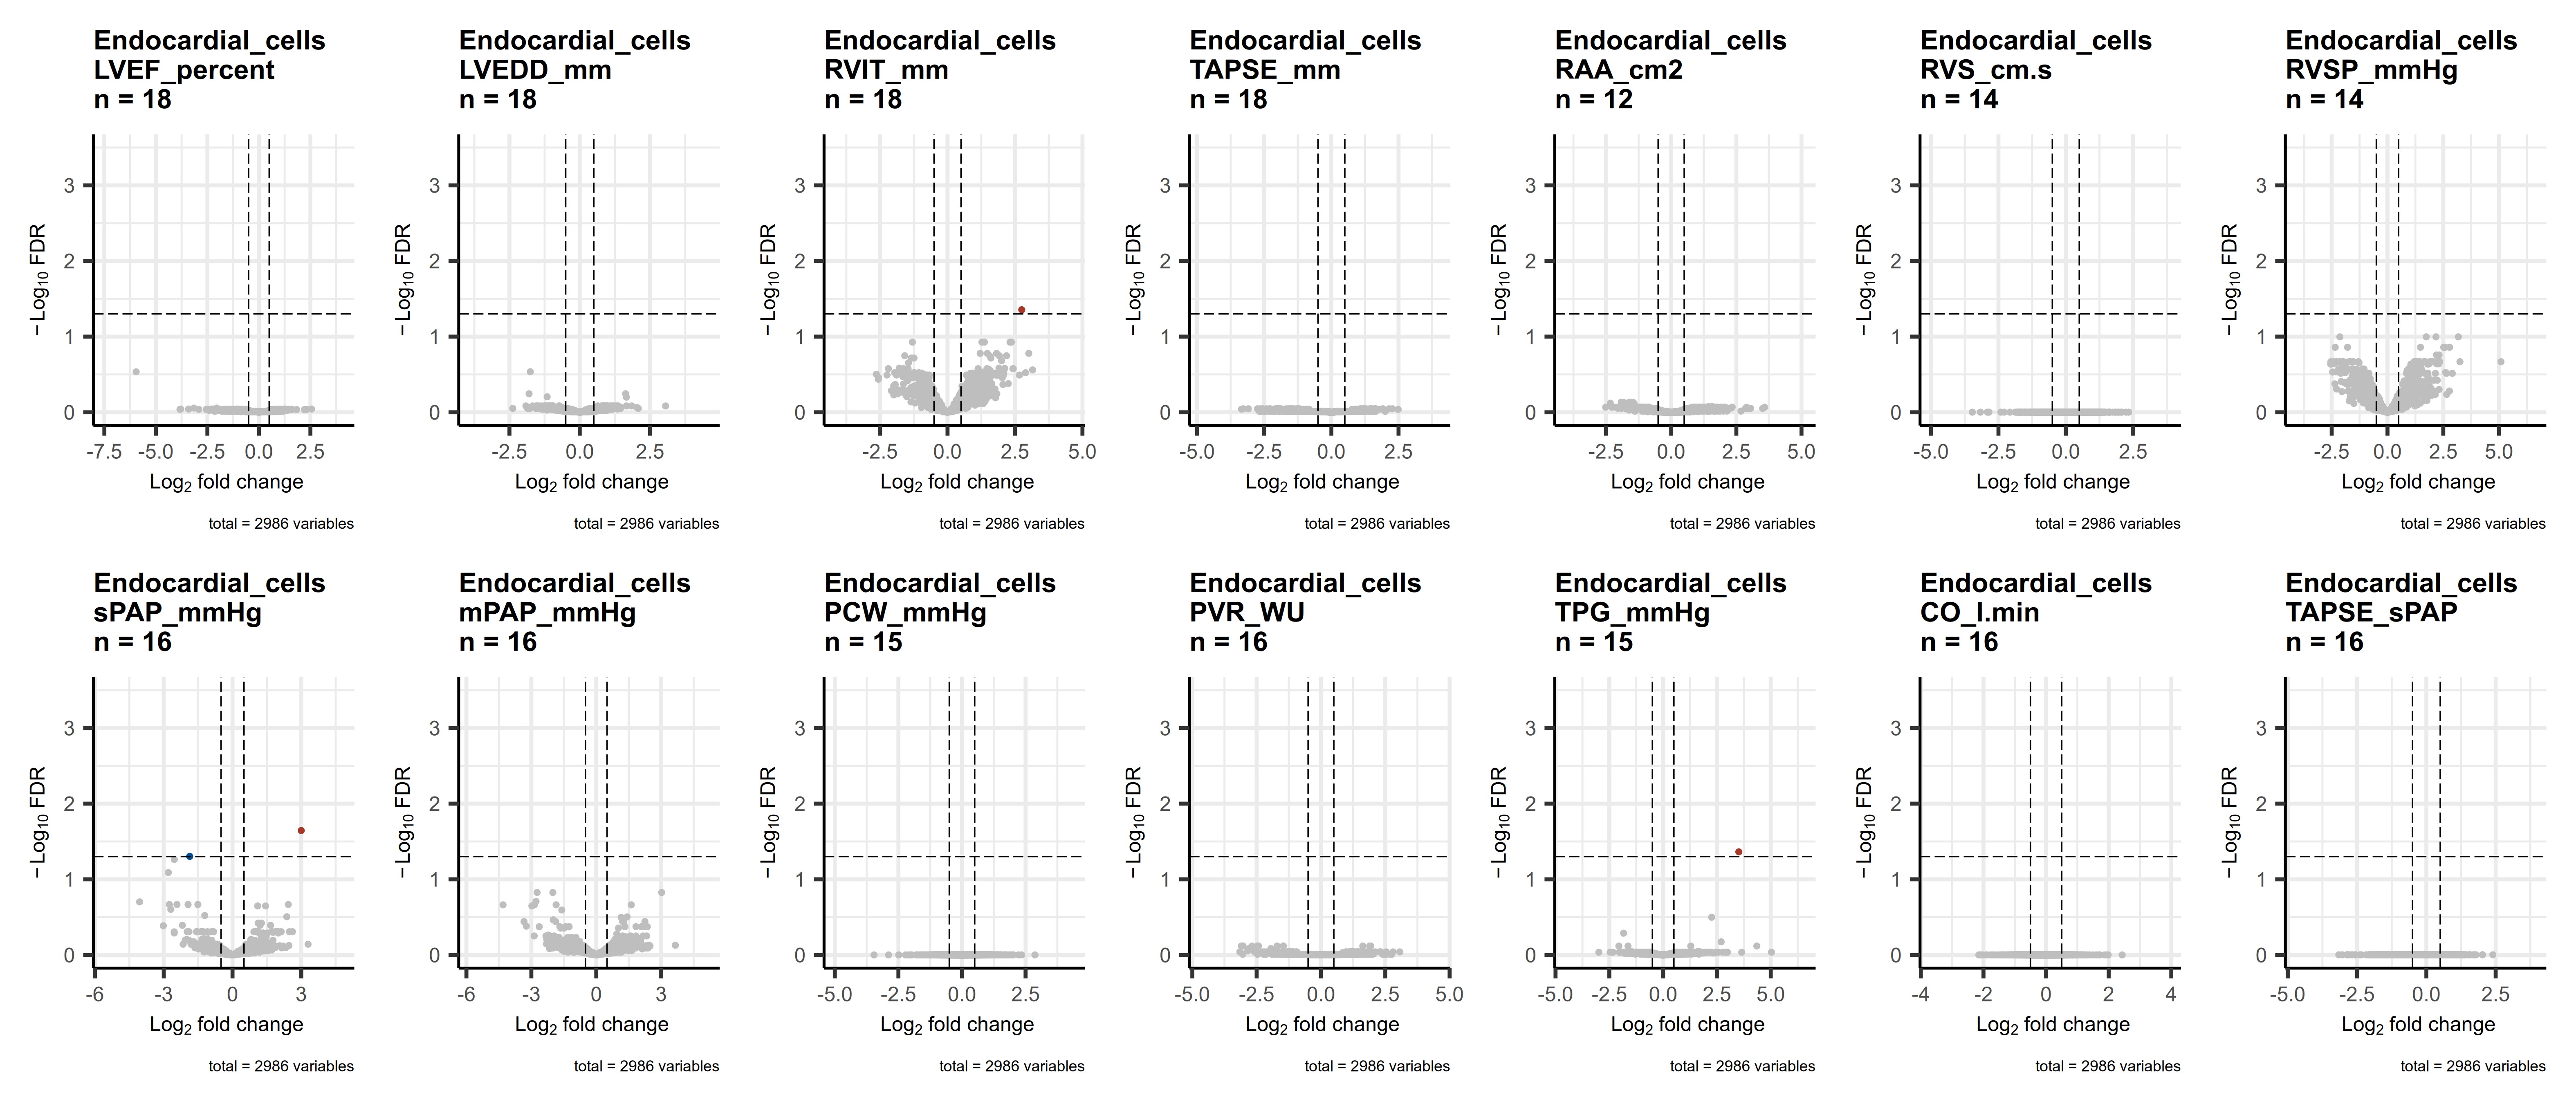 Endocardial_cells
LVEF_percent
n = 18
3
2
1
0
−Log10 FDR
-7.5 -5.0 -2.5 0.0 2.5
Log2 fold change
total = 2986 variables
Endocardial_cells
LVEDD_mm
n = 18
3
2
1
0
−Log10 FDR
-2.5 0.0 2.5
Log2 fold change
total = 2986 variables
Endocardial_cells
RVIT_mm
n = 18
3
2
1
0
−Log10 FDR
-2.5 0.0 2.5 5.0
Log2 fold change
total = 2986 variables
Endocardial_cells
TAPSE_mm
n = 18
3
2
1
0
−Log10 FDR
-5.0 -2.5 0.0 2.5
Log2 fold change
total = 2986 variables
Endocardial_cells
RAA_cm2
n = 12
3
2
1
0
−Log10 FDR
-2.5 0.0 2.5 5.0
Log2 fold change
total = 2986 variables
Endocardial_cells
RVS_cm.s
n = 14
3
2
1
0
−Log10 FDR
-5.0 -2.5 0.0 2.5
Log2 fold change
total = 2986 variables
Endocardial_cells
RVSP_mmHg
n = 14
3
2
1
0
−Log10 FDR
-2.5 0.0 2.5 5.0
Log2 fold change
total = 2986 variables
Endocardial_cells
sPAP_mmHg
n = 16
3
2
1
0
−Log10 FDR
-6 -3 0 3
Log2 fold change
total = 2986 variables
Endocardial_cells
mPAP_mmHg
n = 16
3
2
1
0
−Log10 FDR
-6 -3 0 3
Log2 fold change
total = 2986 variables
Endocardial_cells
PCW_mmHg
n = 15
3
2
1
0
−Log10 FDR
-5.0 -2.5 0.0 2.5
Log2 fold change
total = 2986 variables
Endocardial_cells
PVR_WU
n = 16
3
2
1
0
−Log10 FDR
-5.0 -2.5 0.0 2.5 5.0
Log2 fold change
total = 2986 variables
Endocardial_cells
TPG_mmHg
n = 15
3
2
1
0
−Log10 FDR
-5.0 -2.5 0.0 2.5 5.0
Log2 fold change
total = 2986 variables
Endocardial_cells
CO_l.min
n = 16
3
2
1
0
−Log10 FDR
-4 -2 0 2 4
Log2 fold change
total = 2986 variables
Endocardial_cells
TAPSE_sPAP
n = 16
3
2
1
0
−Log10 FDR
-5.0 -2.5 0.0 2.5
Log2 fold change
total = 2986 variables